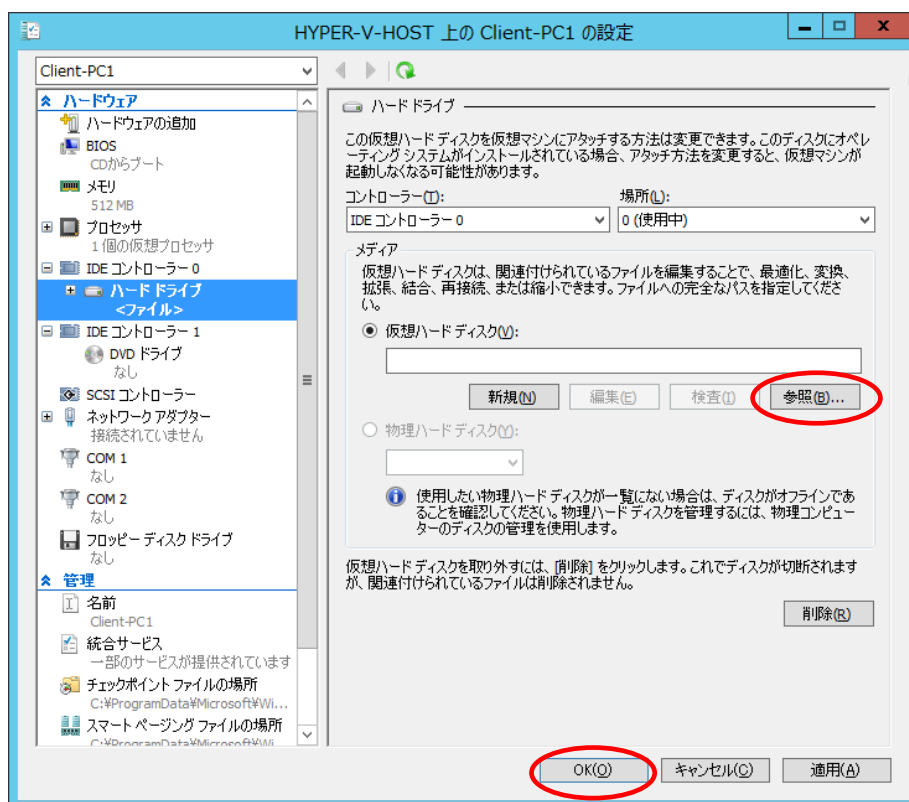 HYPER-V-HOST 上の Client-PC1 の設定
Client-PC1
ハードウェア
ハードウェアの追加
BIOS
CDからブート
メモリ
512 MB
プロセッサ
1 個の仮想プロセッサ
IDE コントローラー 0
ハード ドライブ
<ファイル>
IDE コントローラー 1
DVD ドライブ
なし
SCSI コントローラー
ネットワーク アダプター
接続されていません
COM 1
なし
COM 2
なし
フロッピー ディスク ドライブ
なし
管理
名前
Client-PC1
統合サービス
一部のサービスが提供されています
チェックポイント ファイルの場所
C:¥ProgramData¥Microsoft¥Wi...
スマート ページング ファイルの場所
C:¥ProgramData¥Microsoft¥Wi
ハード ドライブ
この仮想ハード ディスクを仮想マシンにアタッチする方法は変更できます。このディスクにオペレ
ーティング システムがインストールされている場合、アタッチ方法を変更すると、仮想マシンが
起動しなくなる可能性があります。
コントローラー(T): 場所(L):
IDE コントローラー 0 0 (使用中)
メディア
仮想ハード ディスクは、関連付けられているファイルを編集することで、最適化、変換、
拡張、結合、再接続、または縮小できます。ファイルへの完全なパスを指定してくださ
い。
仮想ハード ディスク(V):
新規(N) 編集(E) 検査(I) 参照(B)...
物理ハード ディスク(Y):
使用したい物理ハード ディスクが一覧にない場合は、ディスクがオフラインであ
ることを確認してください。物理ハード ディスクを管理するには、物理コンピュー
ターのディスクの管理を使用します。
仮想ハード ディスクを取り外すには、[削除] をクリックします。これでディスクが切断されます
が、関連付けられているファイルは削除されません。
削除(R)
OK(O) キャンセル(C) 適用(A)